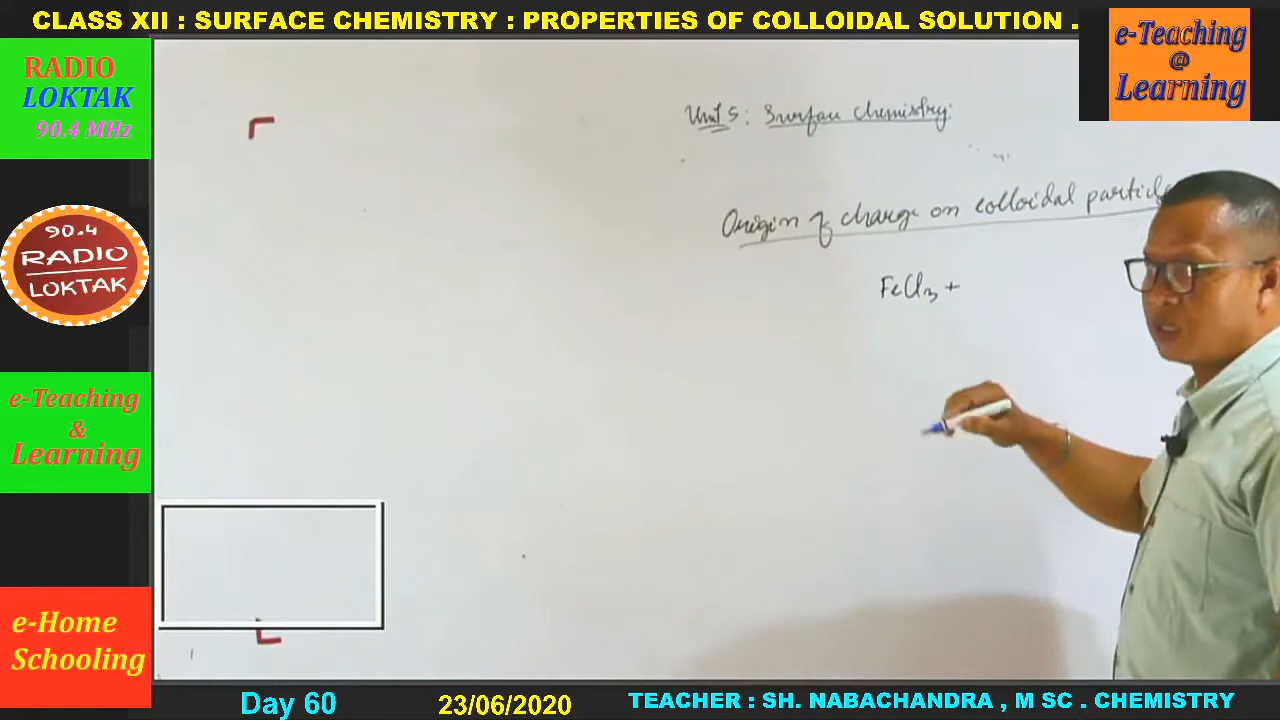 CLASS XII : SURFACE CHEMISTRY : PROPERTIES OF COLLOIDAL SOLUTION .
e-Teaching
@
Learning
RADIO
LOKTAK
90.4 MHz
90.4
RADIO
LOKTAK
e-Teaching
&
Learning
e-Home
Schooling
Unit 5: Surface Chemistry:
Origin of charge on colloidal particle
FeCl3 +
Day 60
23/06/2020
TEACHER : SH. NABACHANDRA , M SC . CHEMISTRY